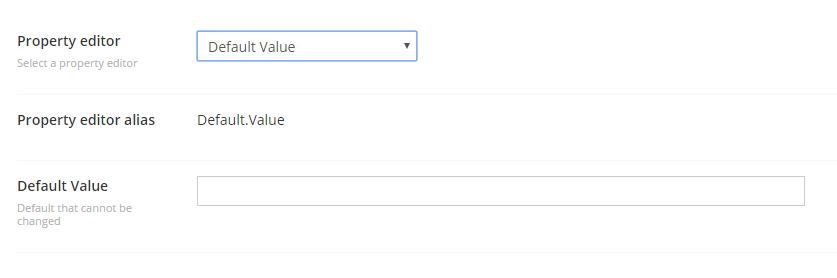 Property editor
Default Value
Select a property editor
Property editor alias
Default.Value
Default Value
Default that cannot be
changed